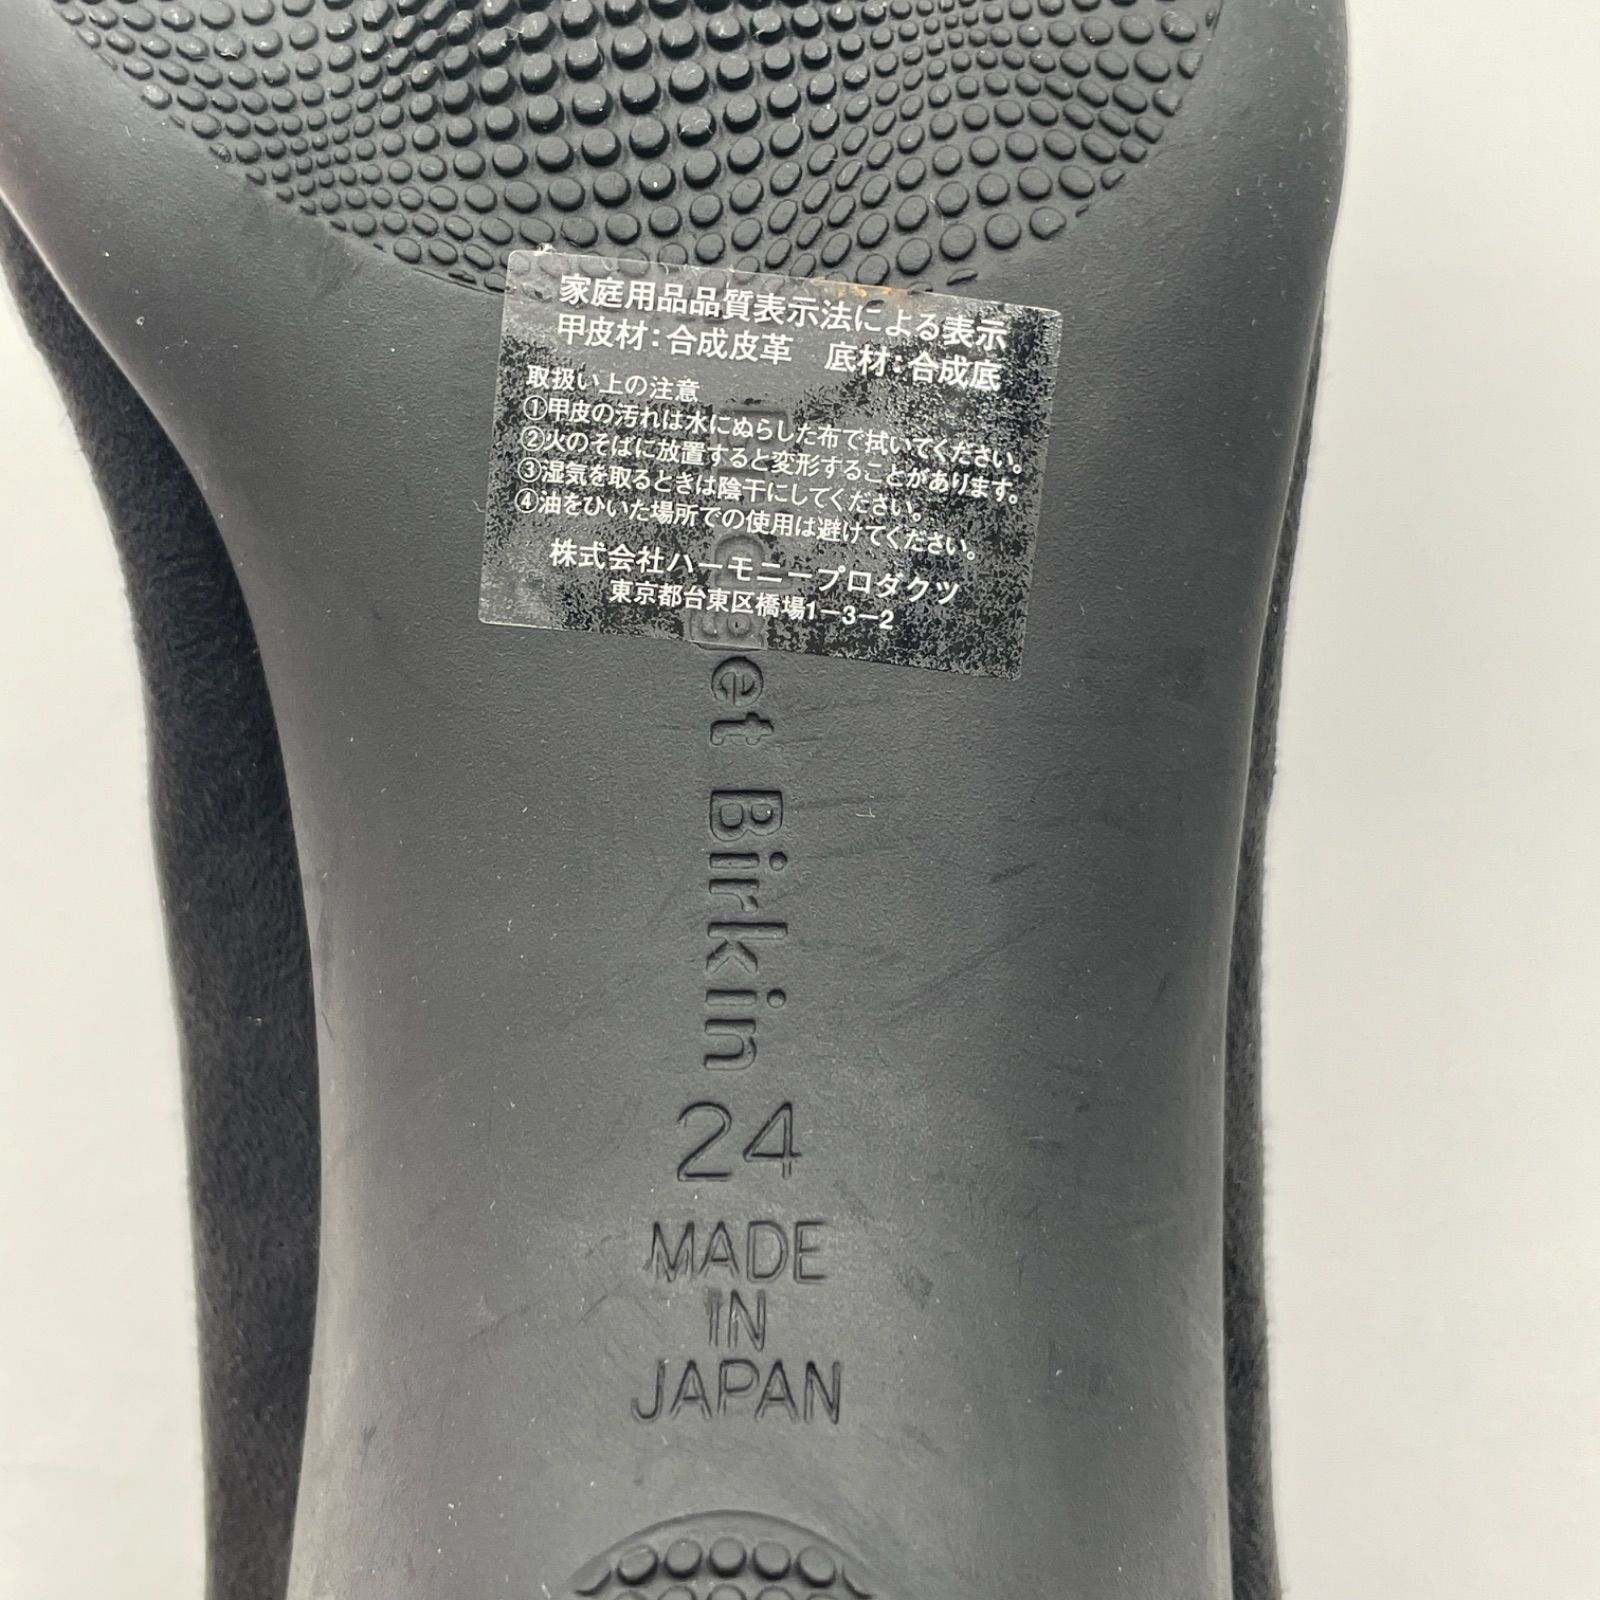 家庭用品品質表示法による表示
甲皮材：合成皮革　底材：合成底
取扱い上の注意
①甲皮の汚れは水にぬらした布で拭いてください。
②火のそばに放置すると変形することがあります。
③湿気を取るときは陰干にしてください。
④油をひいた場所での使用は避けてください。
株式会社ハーモニープロダクツ
東京都台東区橋場1-3-2
Birkin
24
MADE
IN
JAPAN